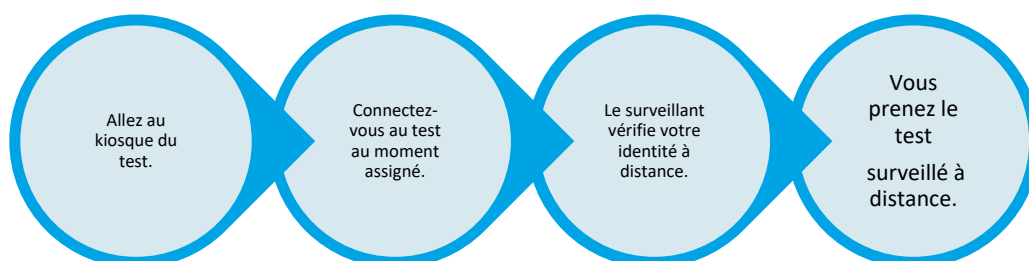 Allez au
kiosque du
test.
Connectez-
vous au test
au moment
assigné.
Le surveillant
vérifie votre
identité à
distance.
Vous
prenez le
test
surveillé à
distance.